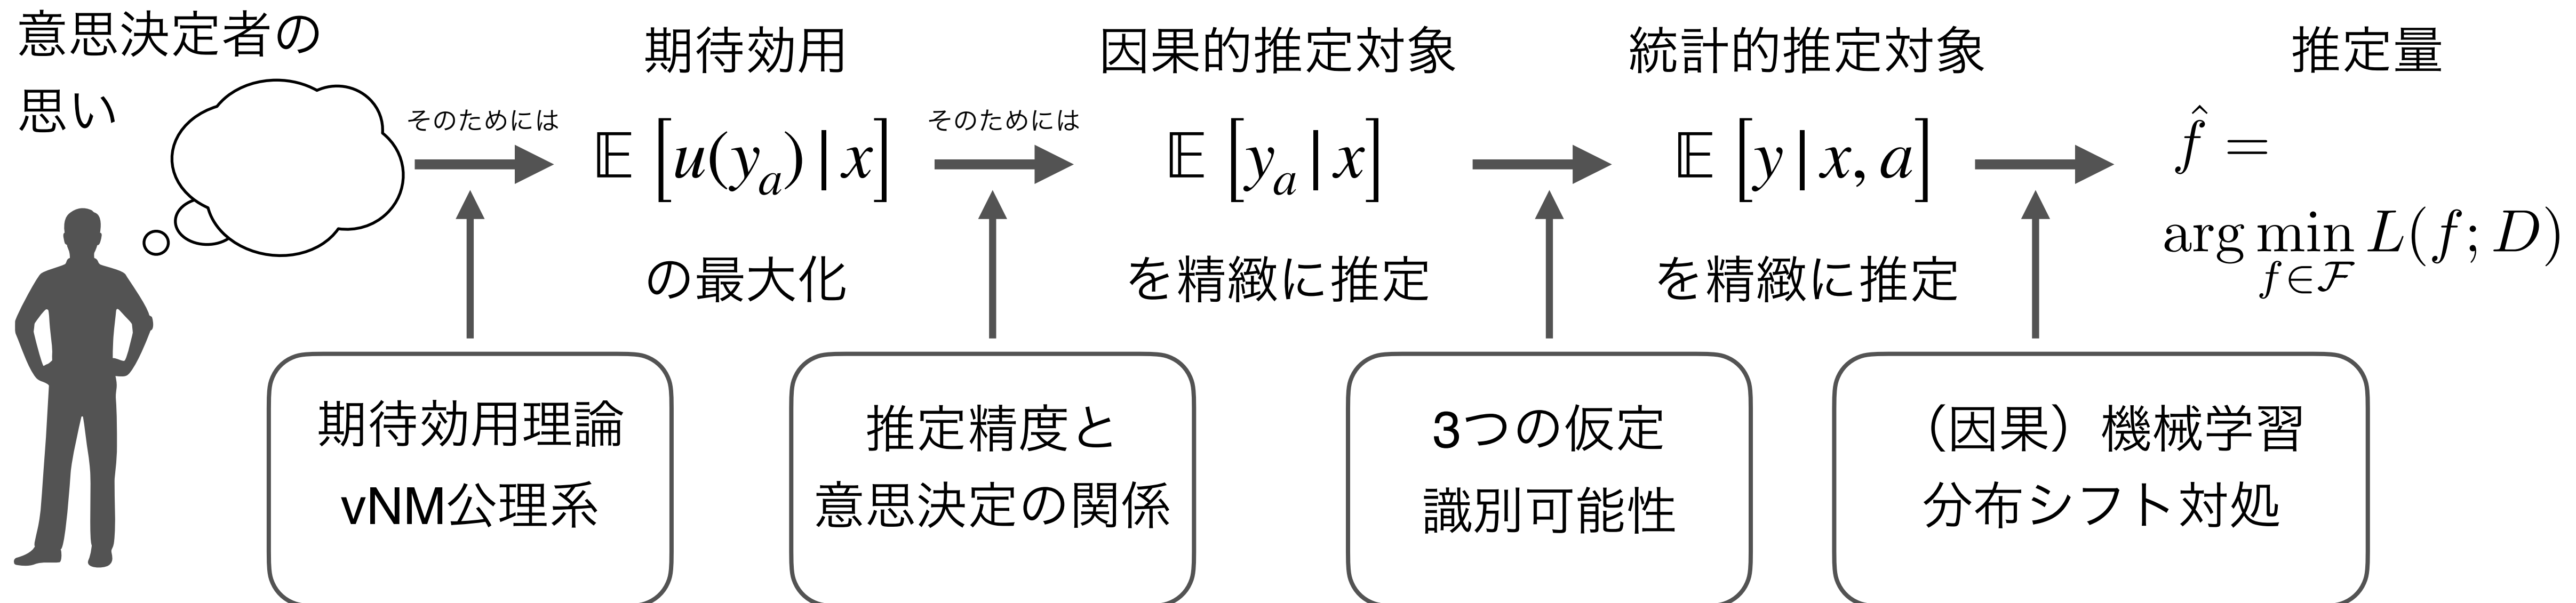 意思決定者の
思い
そのためには
期待効用
𝔼 [u(y_a) | x]
の最大化
そのためには
因果的推定対象
𝔼 [y_a | x]
を精緻に推定
統計的推定対象
𝔼 [y | x, a]
を精緻に推定
推定量
f̂ =
arg min_{f∈ℱ} L(f; D)
期待効用理論
vNM公理系
推定精度と
意思決定の関係
3つの仮定
識別可能性
（因果）機械学習
分布シフト対処